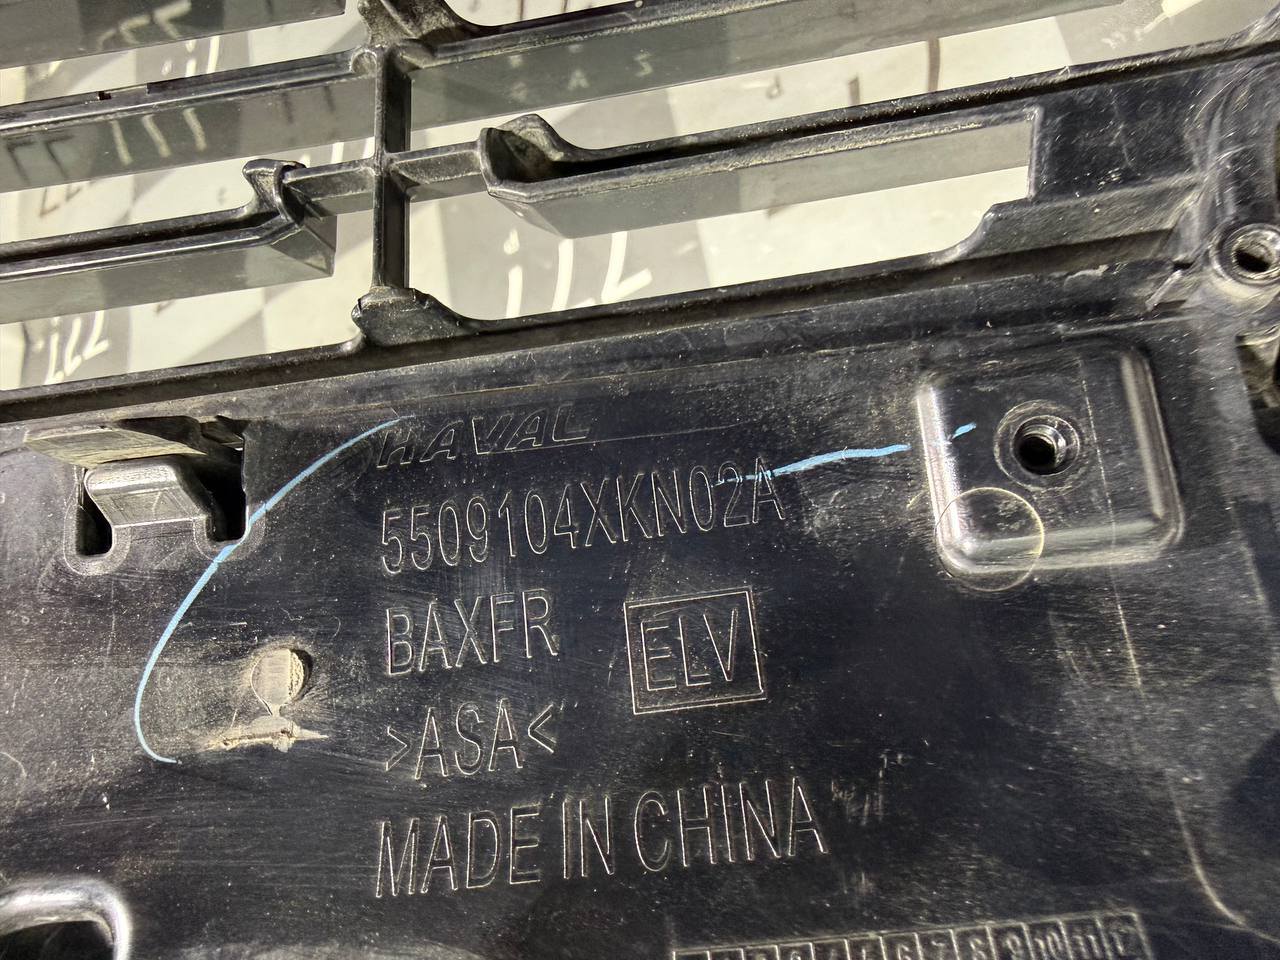 HAVAL
5509104XKN02A
BAXFR
ELV
>ASA<
MADE IN CHINA